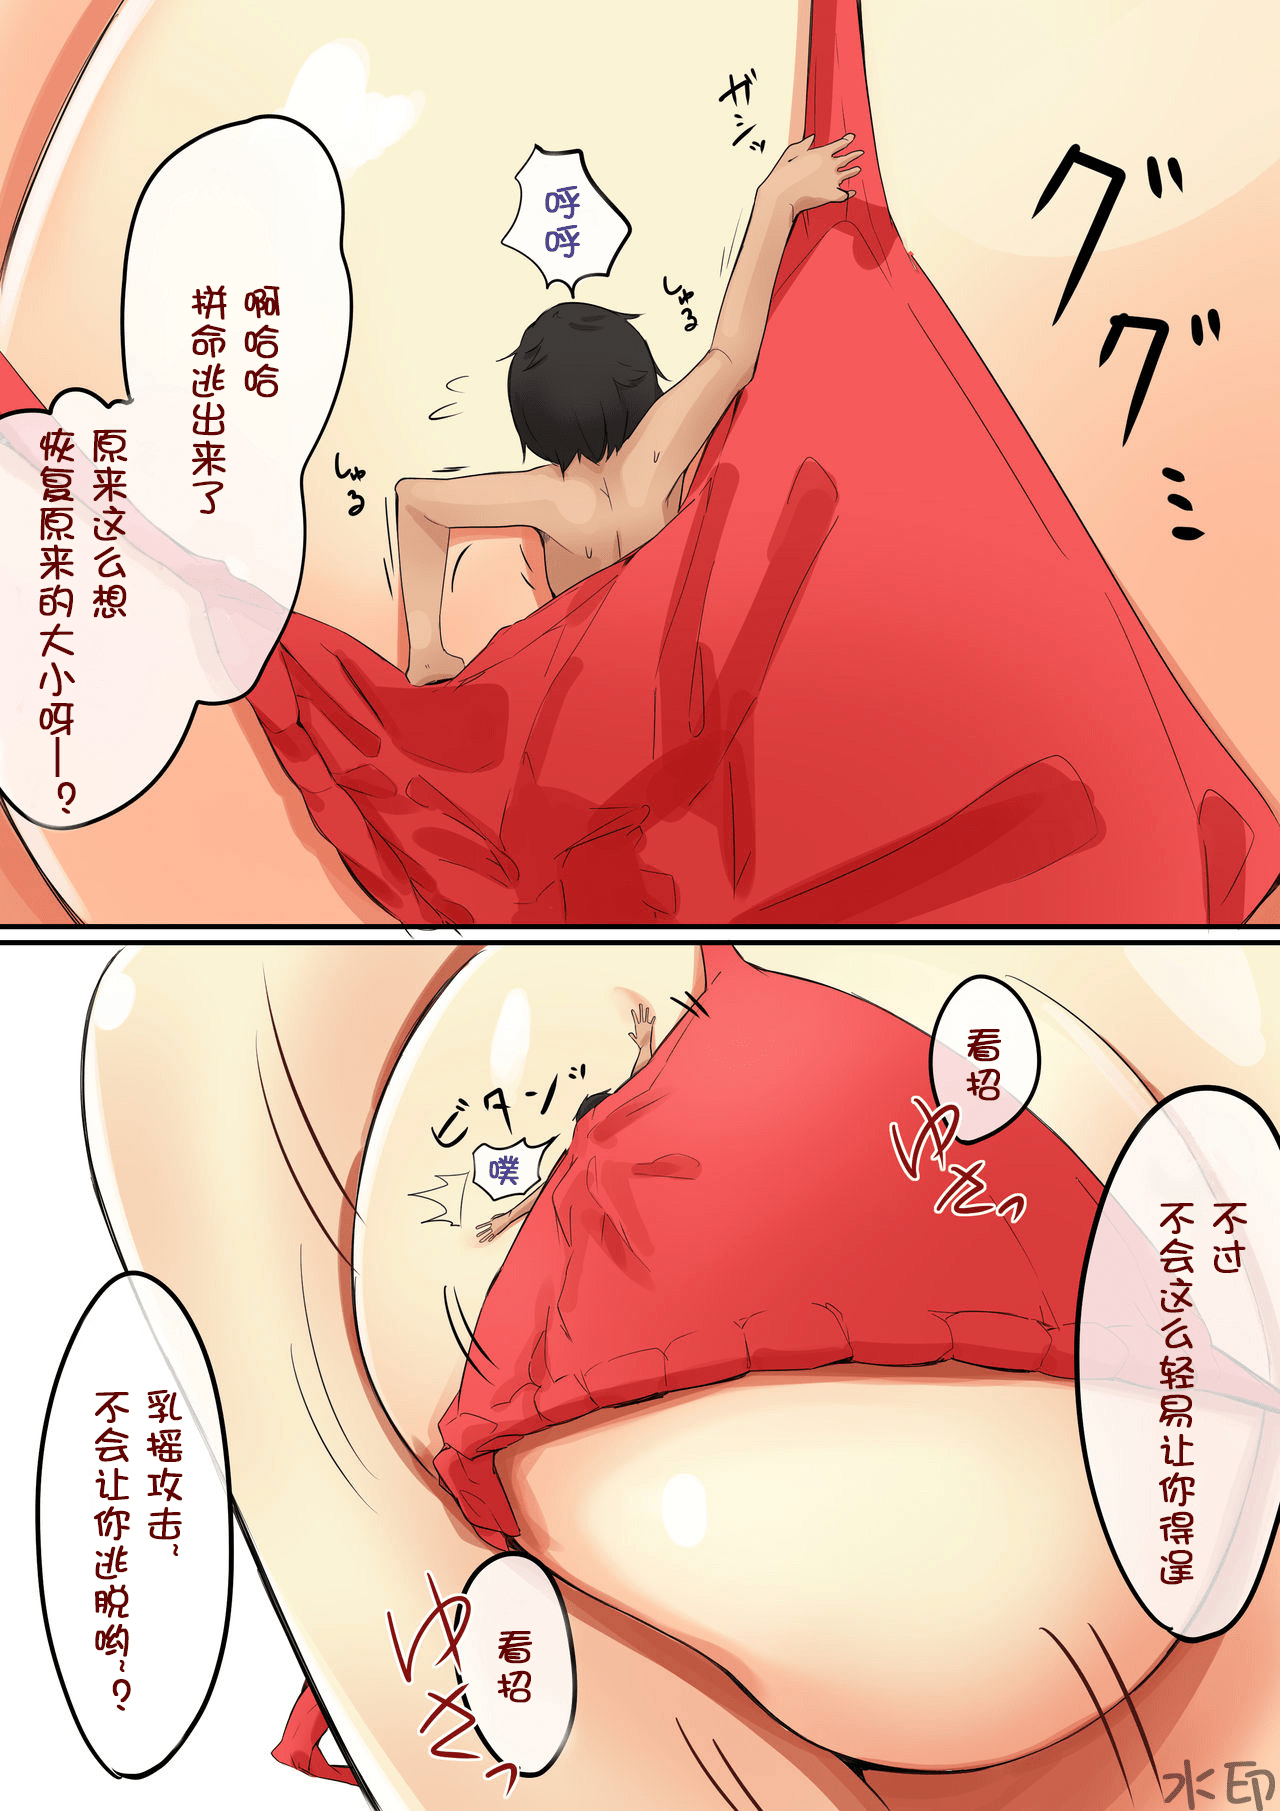 グググ…
ガシッ
呼呼
しゅる
しゅる
啊哈哈
拼命逃出来了
原来这么想
恢复原来的大小呀—?
看招
ゆさっ
不过
不会这么轻易让你得逞
ビタンッ
噗
乳摇攻击~
不会让你逃脱哟~?
看招
ゆさっ
水印